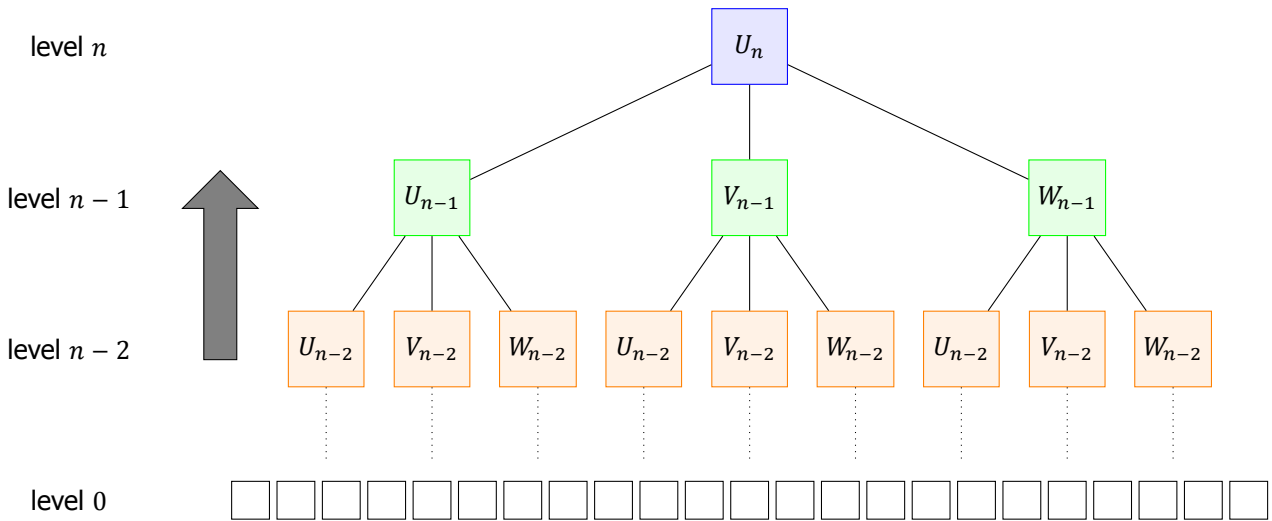 level n
U_n
level n − 1
U_{n−1} V_{n−1} W_{n−1}
level n − 2
U_{n−2} V_{n−2} W_{n−2} U_{n−2} V_{n−2} W_{n−2} U_{n−2} V_{n−2} W_{n−2}
level 0